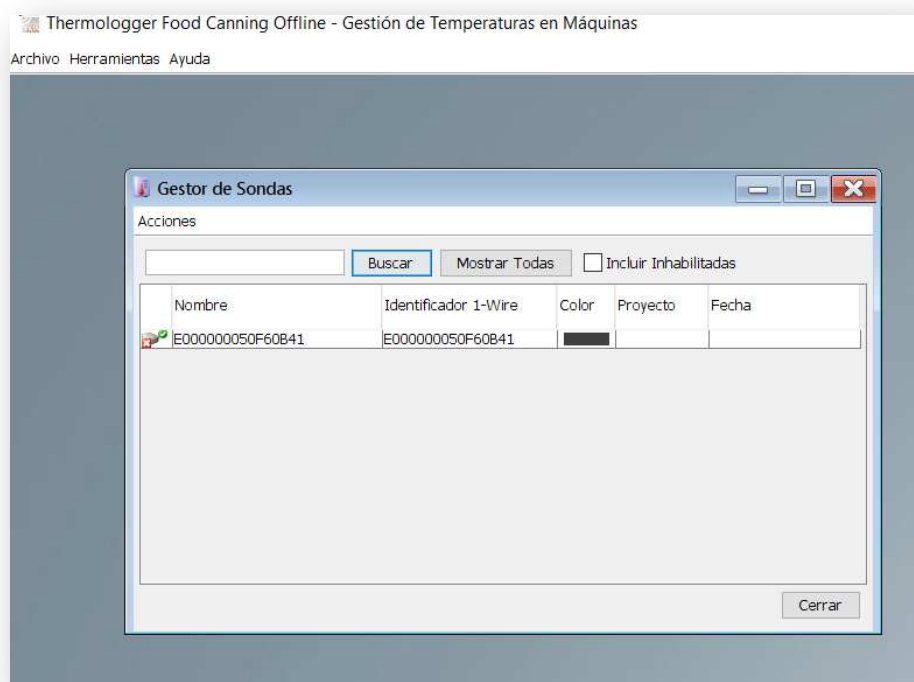 Thermologger Food Canning Offline - Gestión de Temperaturas en Máquinas
Archivo Herramientas Ayuda
Gestor de Sondas
Acciones
Buscar Mostrar Todas Incluir Inhabilitadas
Nombre Identificador 1-Wire Color Proyecto Fecha
E000000050F60B41 E000000050F60B41
Cerrar